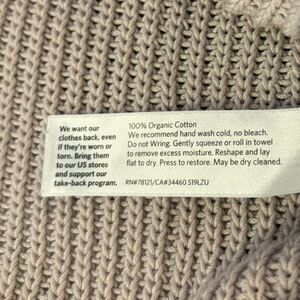 We want our
clothes back, even
if they're worn or
torn. Bring them
to our US stores
and support our
take-back program.
100% Organic Cotton
We recommend hand wash cold, no bleach.
Do not Wring. Gently squeeze or roll in towel
to remove excess moisture. Reshape and lay
flat to dry. Press to restore. May be dry cleaned.
RN#78121/CA#34460 S19LZU